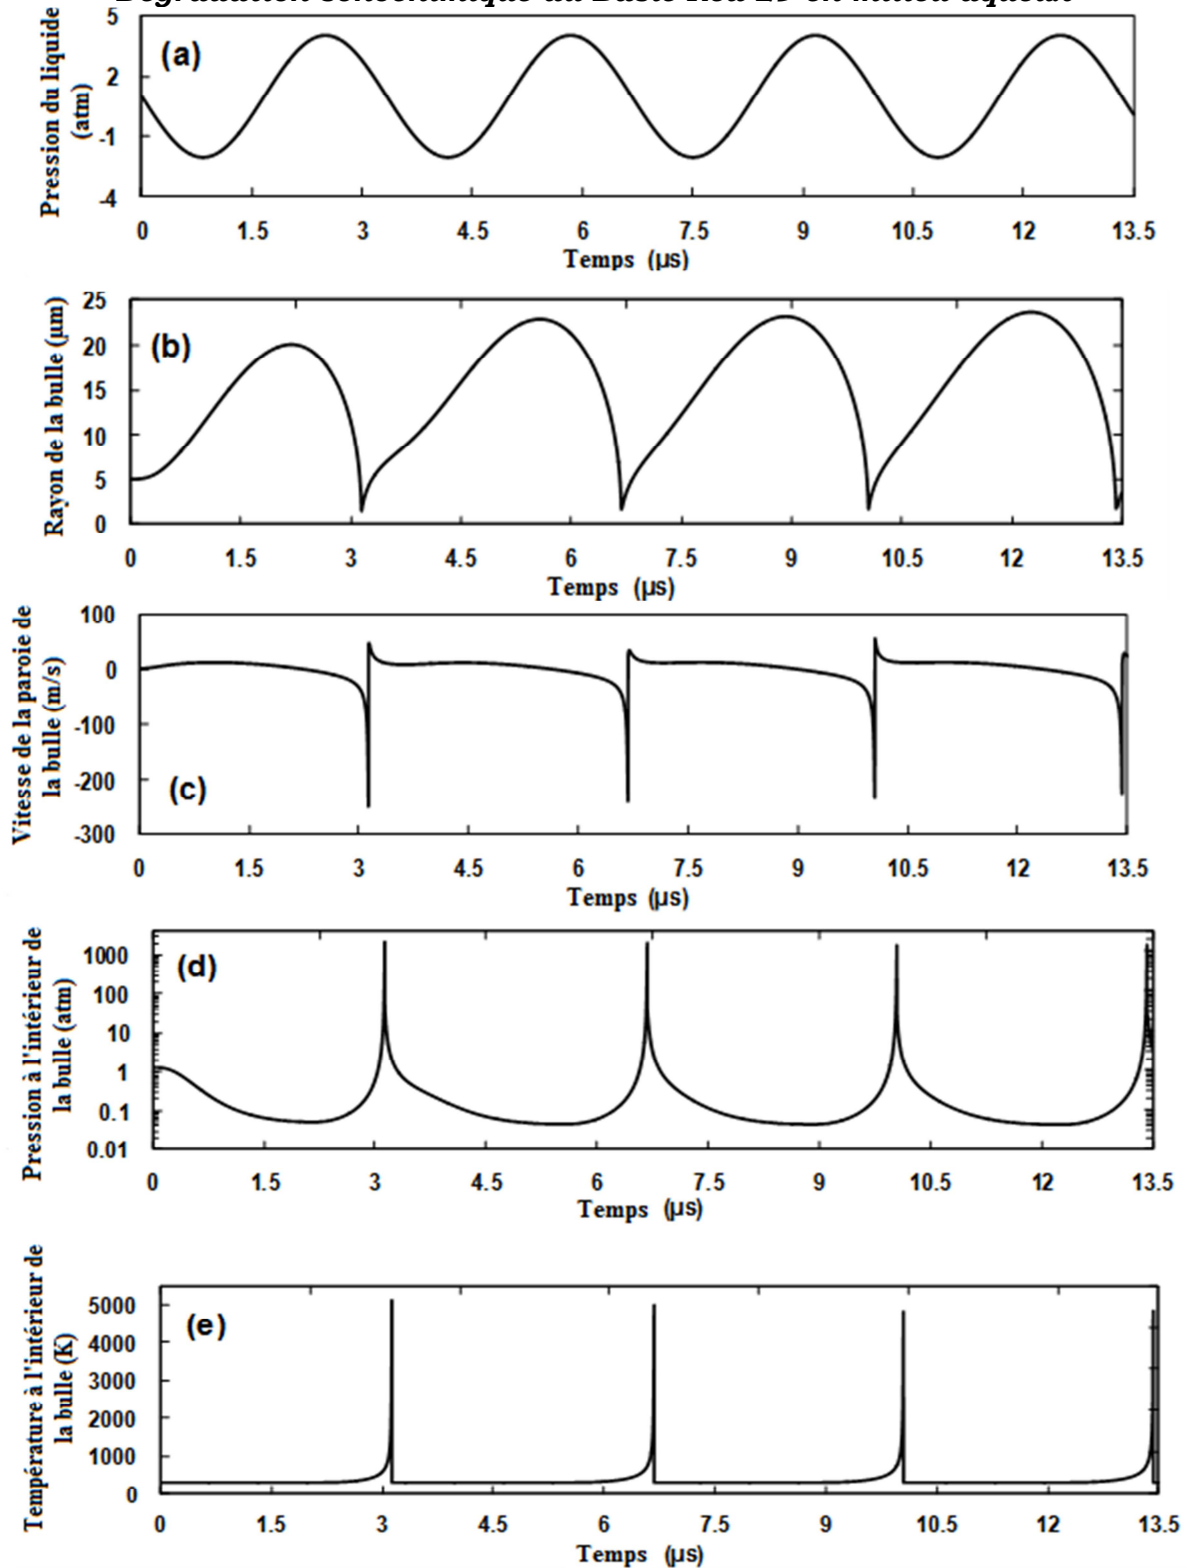 Dégradation sonochimique du Basic Red 29 en milieu aqueux
(a)
Pression du liquide
(atm)
5
2
-1
-4
0 1.5 3 4.5 6 7.5 9 10.5 12 13.5
Temps (µs)
(b)
Rayon de la bulle (µm)
25
20
15
10
5
0
0 1.5 3 4.5 6 7.5 9 10.5 12 13.5
Temps (µs)
(c)
Vitesse de la paroie de
la bulle (m/s)
100
0
-100
-200
-300
0 1.5 3 4.5 6 7.5 9 10.5 12 13.5
Temps (µs)
(d)
Pression à l'intérieur de
la bulle (atm)
1000
100
10
1
0.1
0.01
0 1.5 3 4.5 6 7.5 9 10.5 12 13.5
Temps (µs)
(e)
Température à l'intérieur de
la bulle (K)
5000
4000
3000
2000
1000
0
0 1.5 3 4.5 6 7.5 9 10.5 12 13.5
Temps (µs)